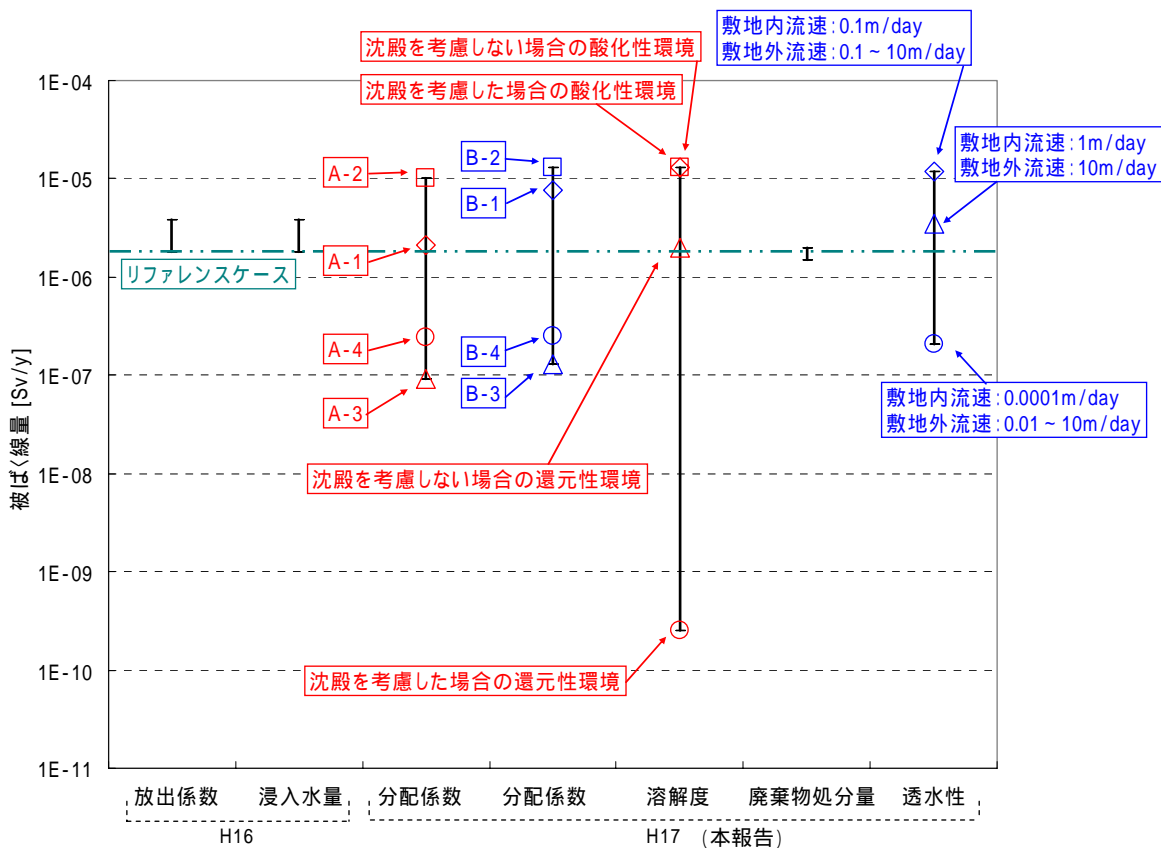 沈殿を考慮しない場合の酸化性環境
沈殿を考慮した場合の酸化性環境
敷地内流速:0.1m/day
敷地外流速:0.1~10m/day
敷地内流速:1m/day
敷地外流速:10m/day
1E-04
1E-05
1E-06
1E-07
1E-08
1E-09
1E-10
1E-11
被ばく線量 [Sv/y]
A-2
A-1
A-4
A-3
B-2
B-1
B-4
B-3
リファレンスケース
敷地内流速:0.0001m/day
敷地外流速:0.01~10m/day
沈殿を考慮しない場合の還元性環境
沈殿を考慮した場合の還元性環境
放出係数 浸入水量 分配係数 分配係数 溶解度 廃棄物処分量 透水性
H16 H17 (本報告)